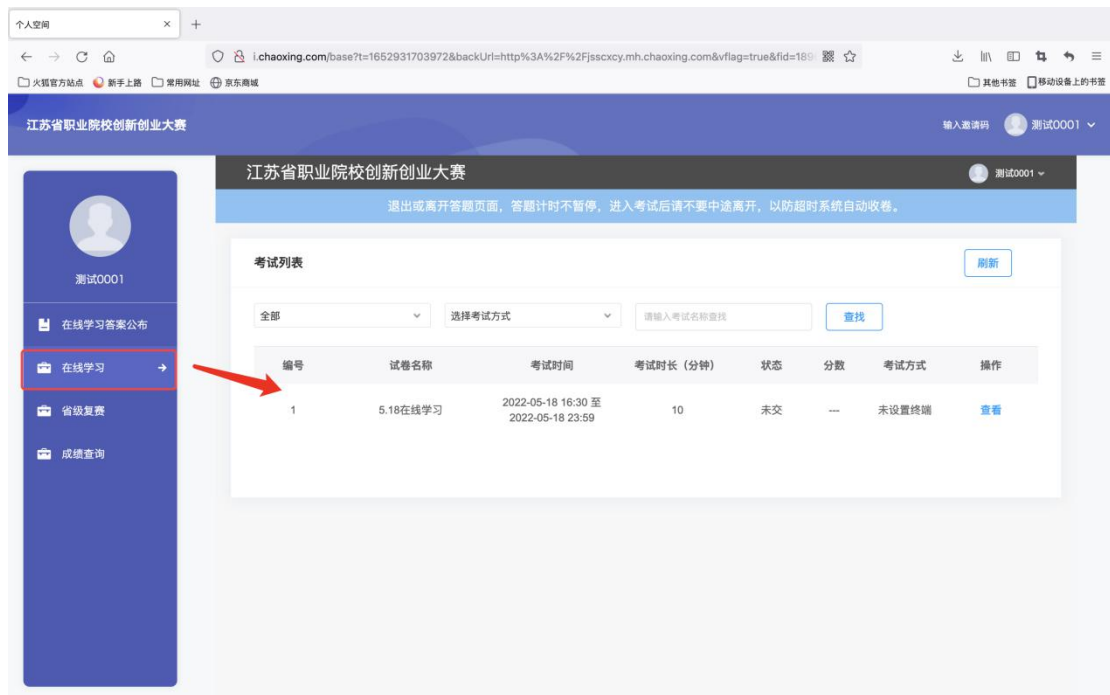 个人空间
i.chaoxing.com/base?t=1652931703972&backUrl=http%3A%2F%2Fjsscxcy.mh.chaoxing.com&vflag=true&fid=189
火狐官方站点 新手上路 常用网址 京东商城 其他书签 移动设备上的书签
江苏省职业院校创新创业大赛 输入邀请码 测试0001
江苏省职业院校创新创业大赛 测试0001
退出或离开答题页面，答题计时不暂停，进入考试后请不要中途离开，以防超时系统自动收卷。
测试0001
在线学习答案公布
在线学习
省级复赛
成绩查询
考试列表 刷新
全部 选择考试方式 请输入考试名称查找 查找
编号 试卷名称 考试时间 考试时长（分钟） 状态 分数 考试方式 操作
1 5.18在线学习 2022-05-18 16:30 至 2022-05-18 23:59 10 未交 --- 未设置终端 查看